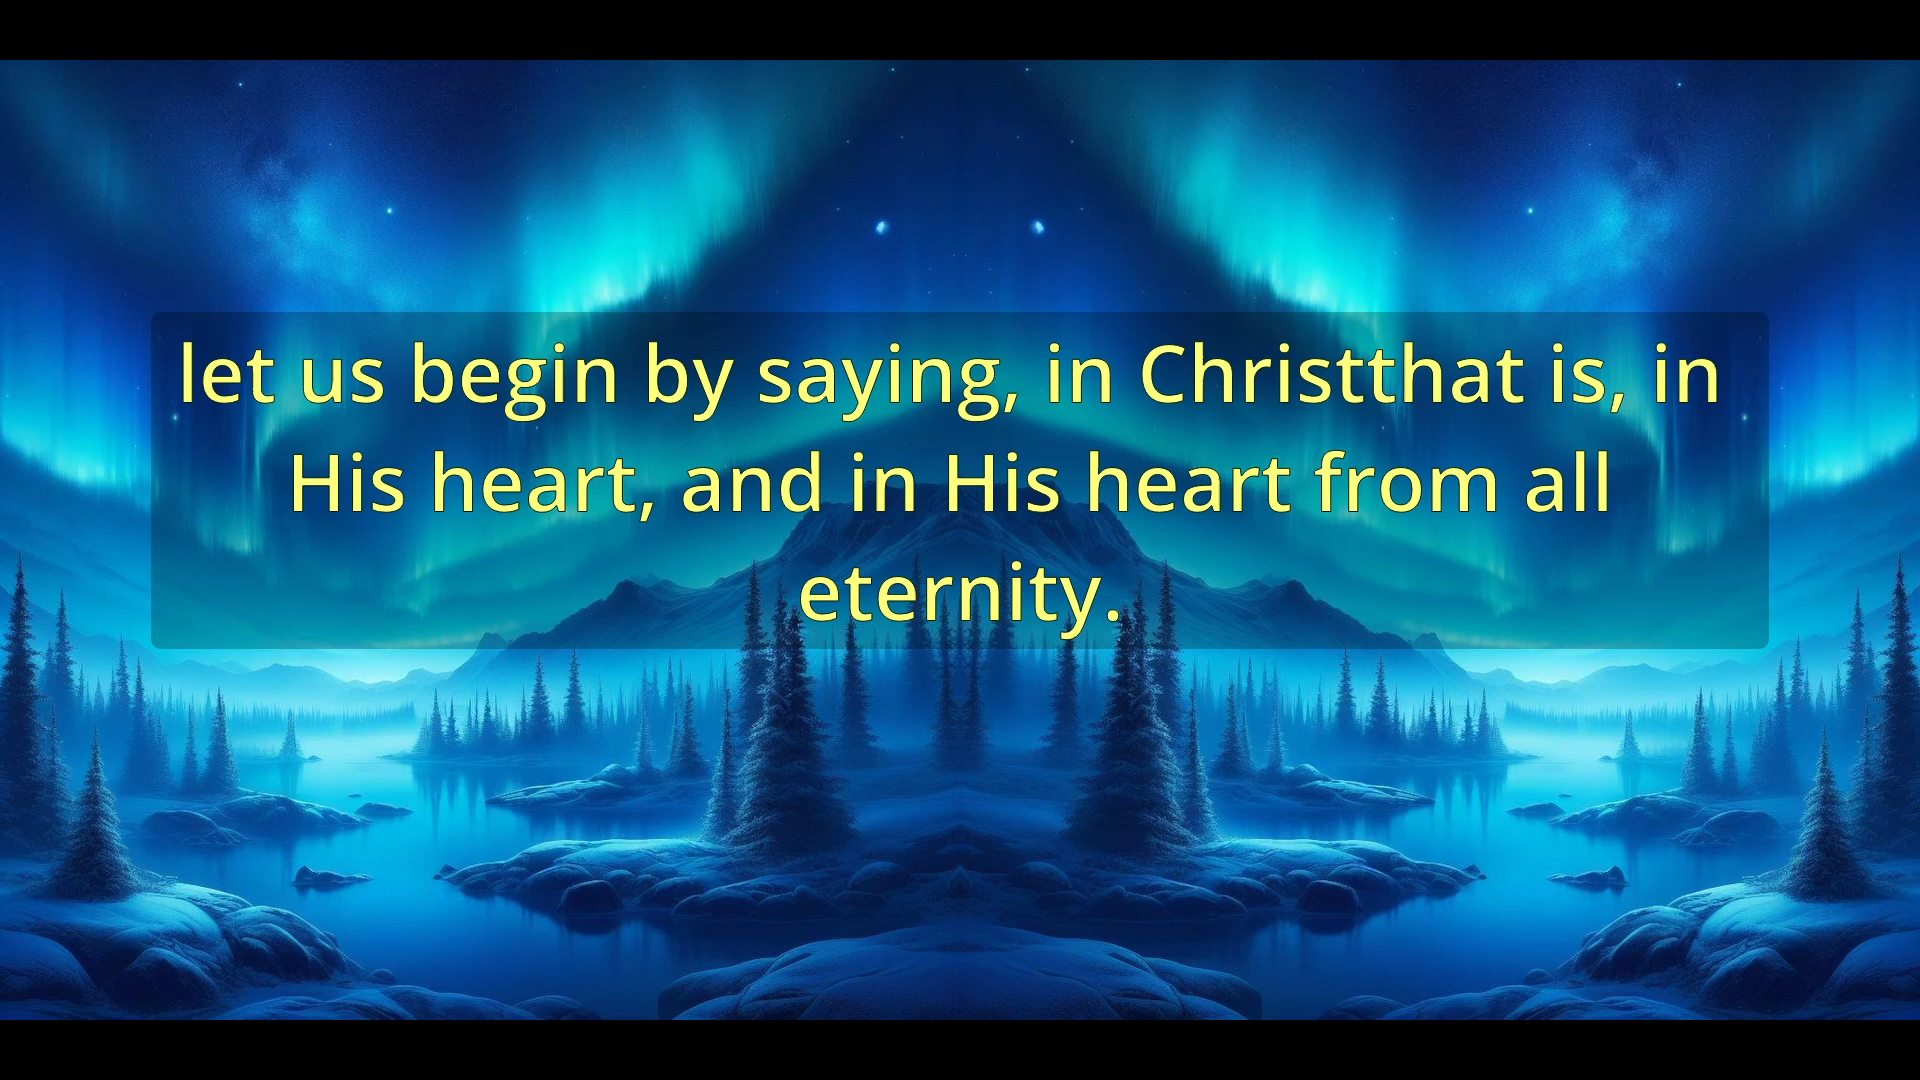 let us begin by saying, in Christthat is, in
His heart, and in His heart from all
eternity.